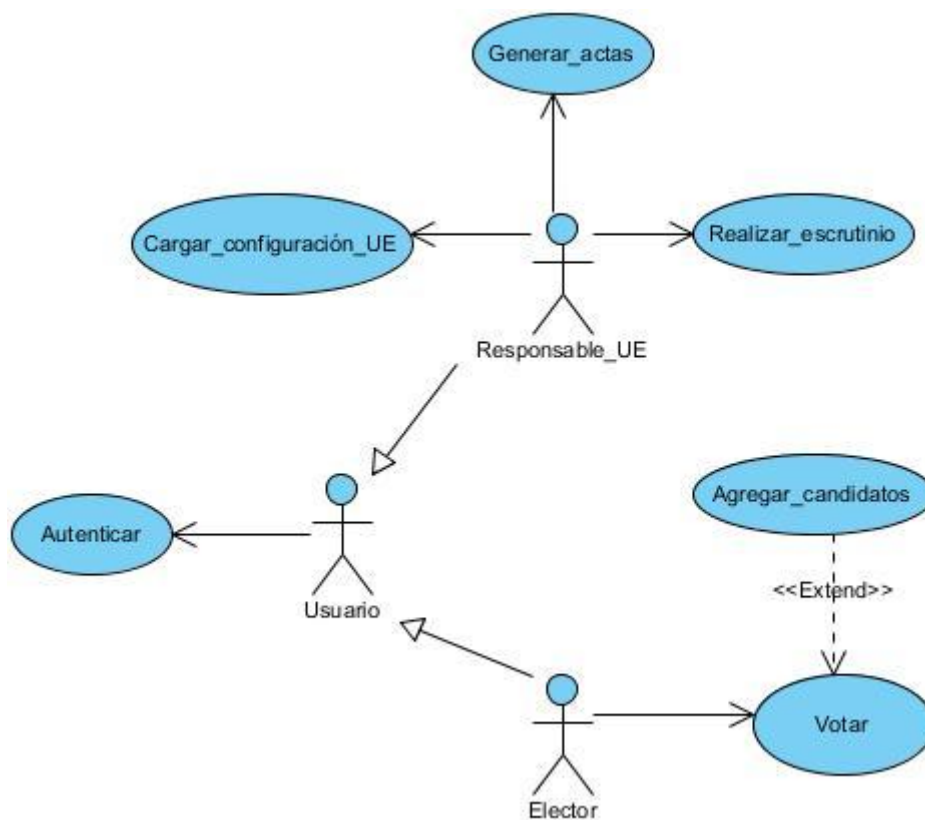 Generar_actas
Cargar_configuración_UE
Realizar_escrutinio
Responsable_UE
Agregar_candidatos
Autenticar
<<Extend>>
Usuario
Votar
Elector